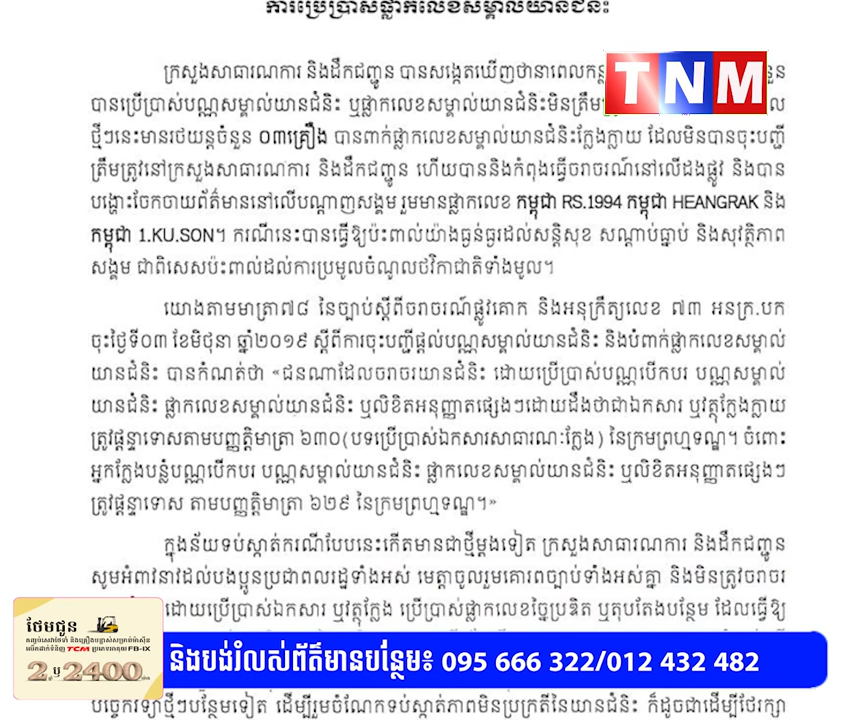 ការប្រើប្រាស់ផ្លាកលេខសម្គាល់យានជំនិះ
ក្រសួងសាធារណការ និងដឹកជញ្ជូន បានសង្កេតឃើញថានាពេលកន្ល
TNM
បានប្រើប្រាស់បណ្ណសម្គាល់យានជំនិះ ឬផ្លាកលេខសម្គាល់យានជំនិះមិនត្រឹម
ថ្មីៗនេះមានរថយន្តចំនួន ០៣គ្រឿង បានពាក់ផ្លាកលេខសម្គាល់យានជំនិះក្លែងក្លាយ ដែលមិនបានចុះបញ្ជី
ត្រឹមត្រូវនៅក្រសួងសាធារណការ និងដឹកជញ្ជូន ហើយបាននិងកំពុងធ្វើចរាចរណ៍នៅលើដងផ្លូវ និងបាន
បង្ហោះចែកចាយព័ត៌មាននៅលើបណ្តាញសង្គម រួមមានផ្លាកលេខ កម្ពុជា RS.1994 កម្ពុជា HEANGRAK និង
កម្ពុជា 1.KU.SON។ ករណីនេះបានធ្វើឱ្យប៉ះពាល់យ៉ាងធ្ងន់ធ្ងរដល់សន្តិសុខ សណ្តាប់ធ្នាប់ និងសុវត្ថិភាព
សង្គម ជាពិសេសប៉ះពាល់ដល់ការប្រមូលចំណូលថវិកាជាតិទាំងមូល។
យោងតាមមាត្រា៧៨ នៃច្បាប់ស្តីពីចរាចរណ៍ផ្លូវគោក និងអនុក្រឹត្យលេខ ៧៣ អនក្រ.បក
ចុះថ្ងៃទី០៣ ខែមិថុនា ឆ្នាំ២០១៩ ស្តីពីការចុះបញ្ជីផ្តល់បណ្ណសម្គាល់យានជំនិះ និងបំពាក់ផ្លាកលេខសម្គាល់
យានជំនិះ បានកំណត់ថា «ជនណាដែលចរាចរយានជំនិះ ដោយប្រើប្រាស់បណ្ណបើកបរ បណ្ណសម្គាល់
យានជំនិះ ផ្លាកលេខសម្គាល់យានជំនិះ ឬលិខិតអនុញ្ញាតផ្សេងៗដោយដឹងថាជាឯកសារ ឬវត្ថុក្លែងក្លាយ
ត្រូវផ្តន្ទាទោសតាមបញ្ញត្តិមាត្រា ៦៣០(បទប្រើប្រាស់ឯកសារសាធារណៈក្លែង) នៃក្រមព្រហ្មទណ្ឌ។ ចំពោះ
អ្នកក្លែងបន្លំបណ្ណបើកបរ បណ្ណសម្គាល់យានជំនិះ ផ្លាកលេខសម្គាល់យានជំនិះ ឬលិខិតអនុញ្ញាតផ្សេងៗ
ត្រូវផ្តន្ទាទោស តាមបញ្ញត្តិមាត្រា ៦២៩ នៃក្រមព្រហ្មទណ្ឌ។»
ក្នុងន័យទប់ស្កាត់ករណីបែបនេះកើតមានជាថ្មីម្តងទៀត ក្រសួងសាធារណការ និងដឹកជញ្ជូន
សូមអំពាវនាវដល់បងប្អូនប្រជាពលរដ្ឋទាំងអស់ មេត្តាចូលរួមគោរពច្បាប់ទាំងអស់គ្នា និងមិនត្រូវចរាចរ
ដោយប្រើប្រាស់ឯកសារ ឬវត្ថុក្លែង ប្រើប្រាស់ផ្លាកលេខច្នៃប្រឌិត ឬតុបតែងបន្ថែម ដែលធ្វើឱ្យ
ថែមជូន
TCM
FB-IX
2 ឬ 2400
និងបង់រំលស់ព័ត៌មានបន្ថែម៖ 095 666 322/012 432 482
បច្ចេកវិទ្យាថ្មីៗបន្ថែមទៀត ដើម្បីរួមចំណែកទប់ស្កាត់ភាពមិនប្រក្រតីនៃយានជំនិះ ក៏ដូចជាដើម្បីថែរក្សា